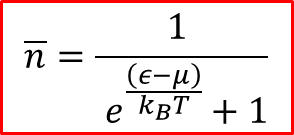 n̅ = 1 / (e^((ϵ−μ)/(k_B T)) + 1)